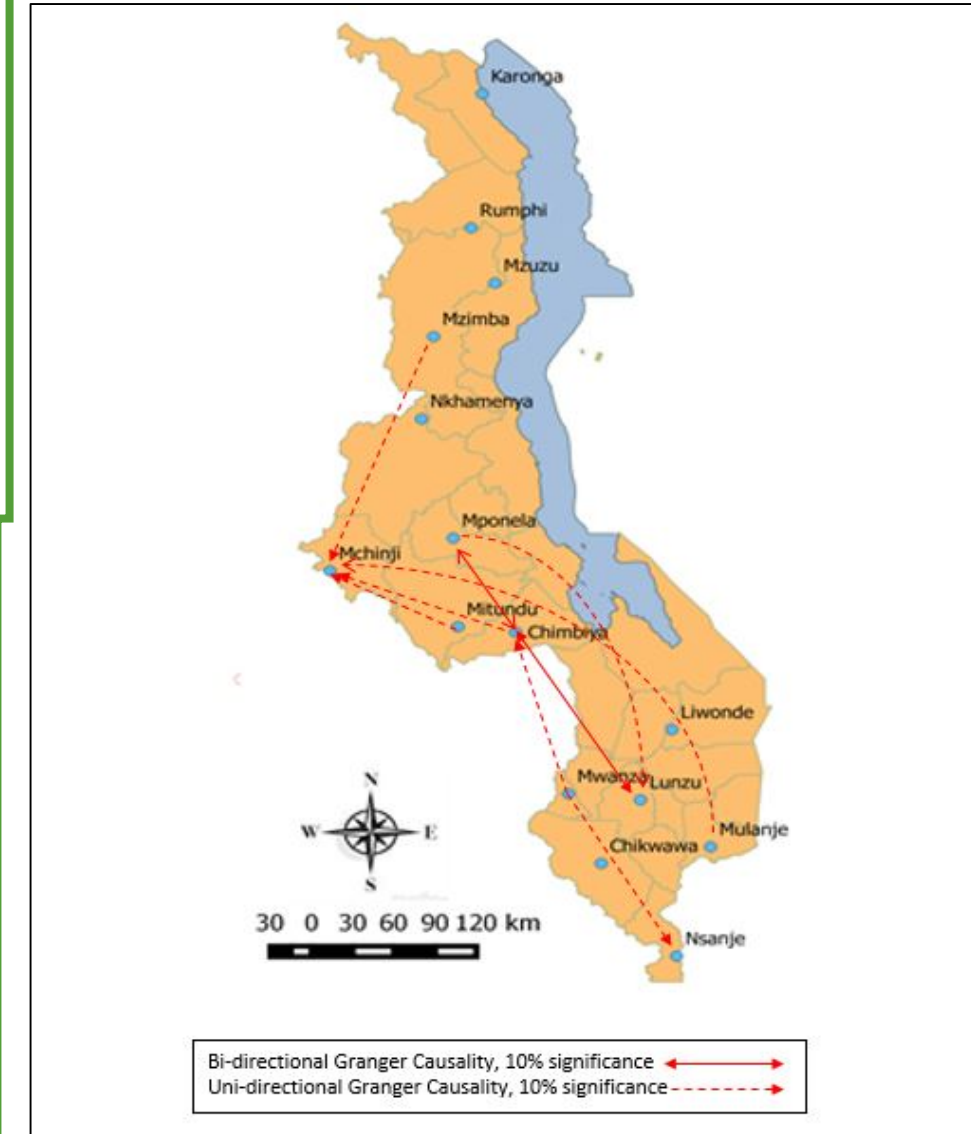 Karonga
Rumphi
Mzuzu
Mzimba
Nkhamenya
Mponela
Mchinji
Mitundu
Chimbiya
Liwonde
Mwanza
Lunzu
Mulanje
Chikwawa
Nsanje
N
W E
S
30 0 30 60 90 120 km
Bi-directional Granger Causality, 10% significance
Uni-directional Granger Causality, 10% significance